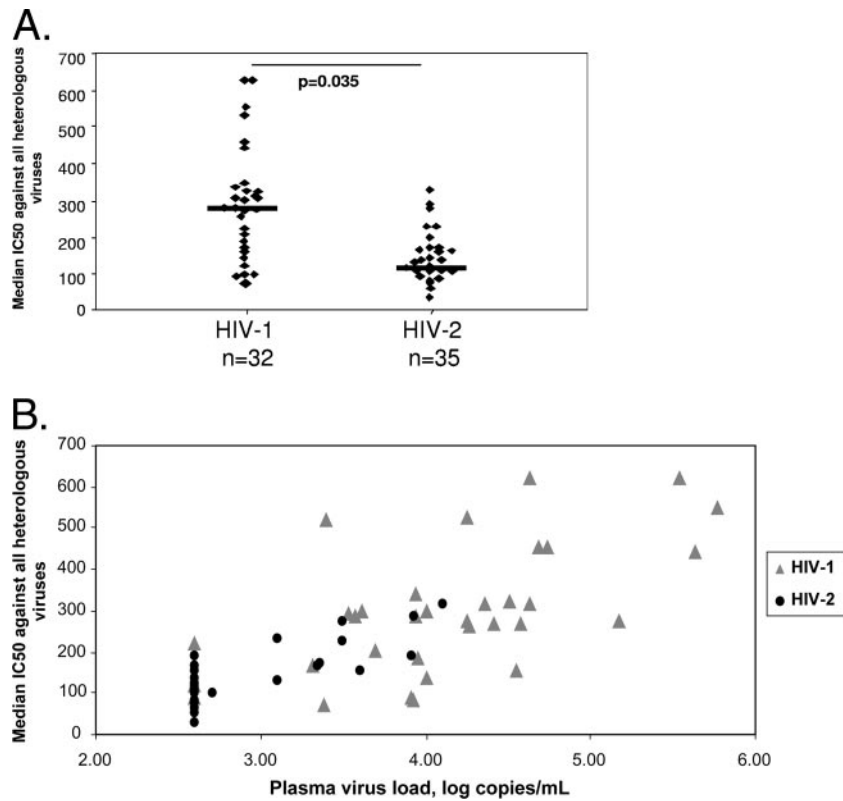 A.
Median IC50 against all heterologous
viruses
700
600
500
400
300
200
100
0
p=0.035
HIV-1
n=32
HIV-2
n=35
B.
Median IC50 against all heterologous
viruses
700
600
500
400
300
200
100
0
2.00
3.00
4.00
5.00
6.00
Plasma virus load, log copies/mL
HIV-1
HIV-2